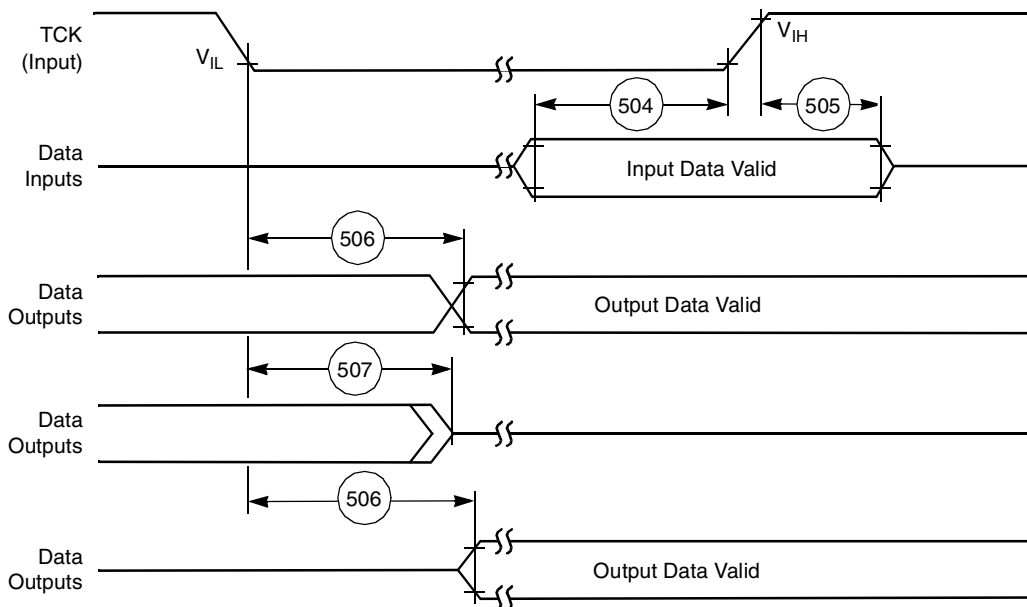 TCK
(Input)
VIL
VIH
504
505
Data
Inputs
Input Data Valid
506
Data
Outputs
Output Data Valid
507
Data
Outputs
506
Data
Outputs
Output Data Valid